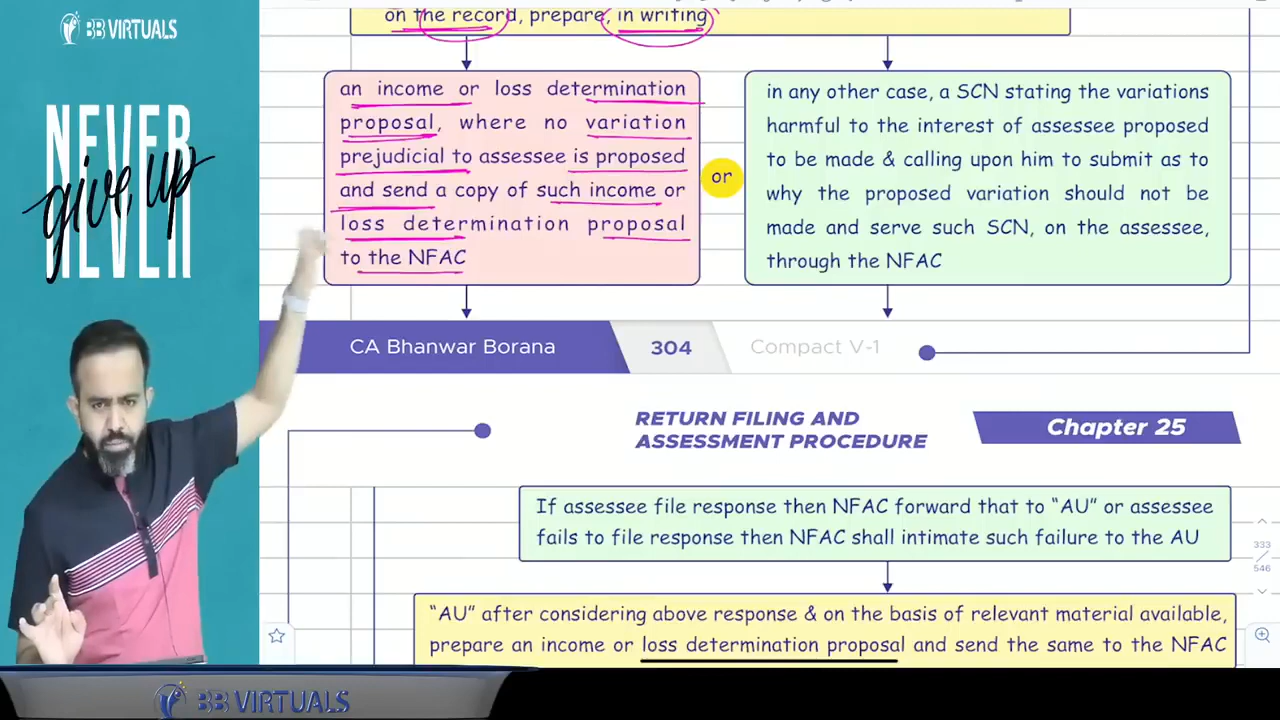 BB VIRTUALS
NEVER
give up
NEVER
on the record, prepare, in writing
an income or loss determination
proposal, where no variation
prejudicial to assessee is proposed
and send a copy of such income or
loss determination proposal
to the NFAC
or
in any other case, a SCN stating the variations
harmful to the interest of assessee proposed
to be made & calling upon him to submit as to
why the proposed variation should not be
made and serve such SCN, on the assessee,
through the NFAC
CA Bhanwar Borana
304
Compact V-1
RETURN FILING AND
ASSESSMENT PROCEDURE
Chapter 25
If assessee file response then NFAC forward that to “AU” or assessee
fails to file response then NFAC shall intimate such failure to the AU
“AU” after considering above response & on the basis of relevant material available,
prepare an income or loss determination proposal and send the same to the NFAC
333
546
BB VIRTUALS